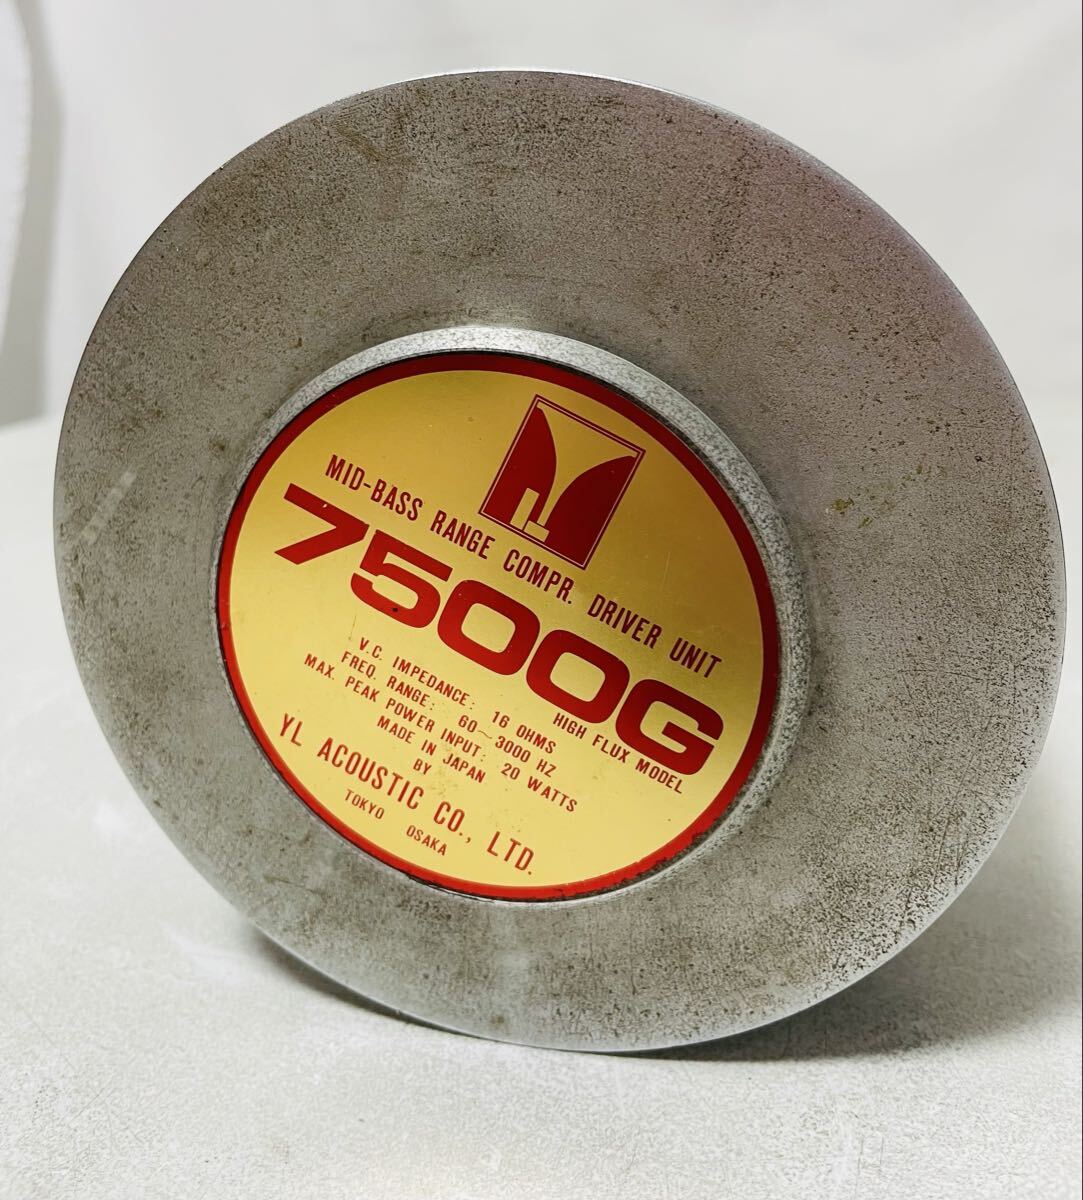 MID-BASS RANGE COMPR. DRIVER UNIT
7500G
HIGH FLUX MODEL
V.C. IMPEDANCE: 16 OHMS
FREQ. RANGE: 60～3000 HZ
MAX. PEAK POWER INPUT: 20 WATTS
MADE IN JAPAN
BY
YL ACOUSTIC CO., LTD.
TOKYO OSAKA